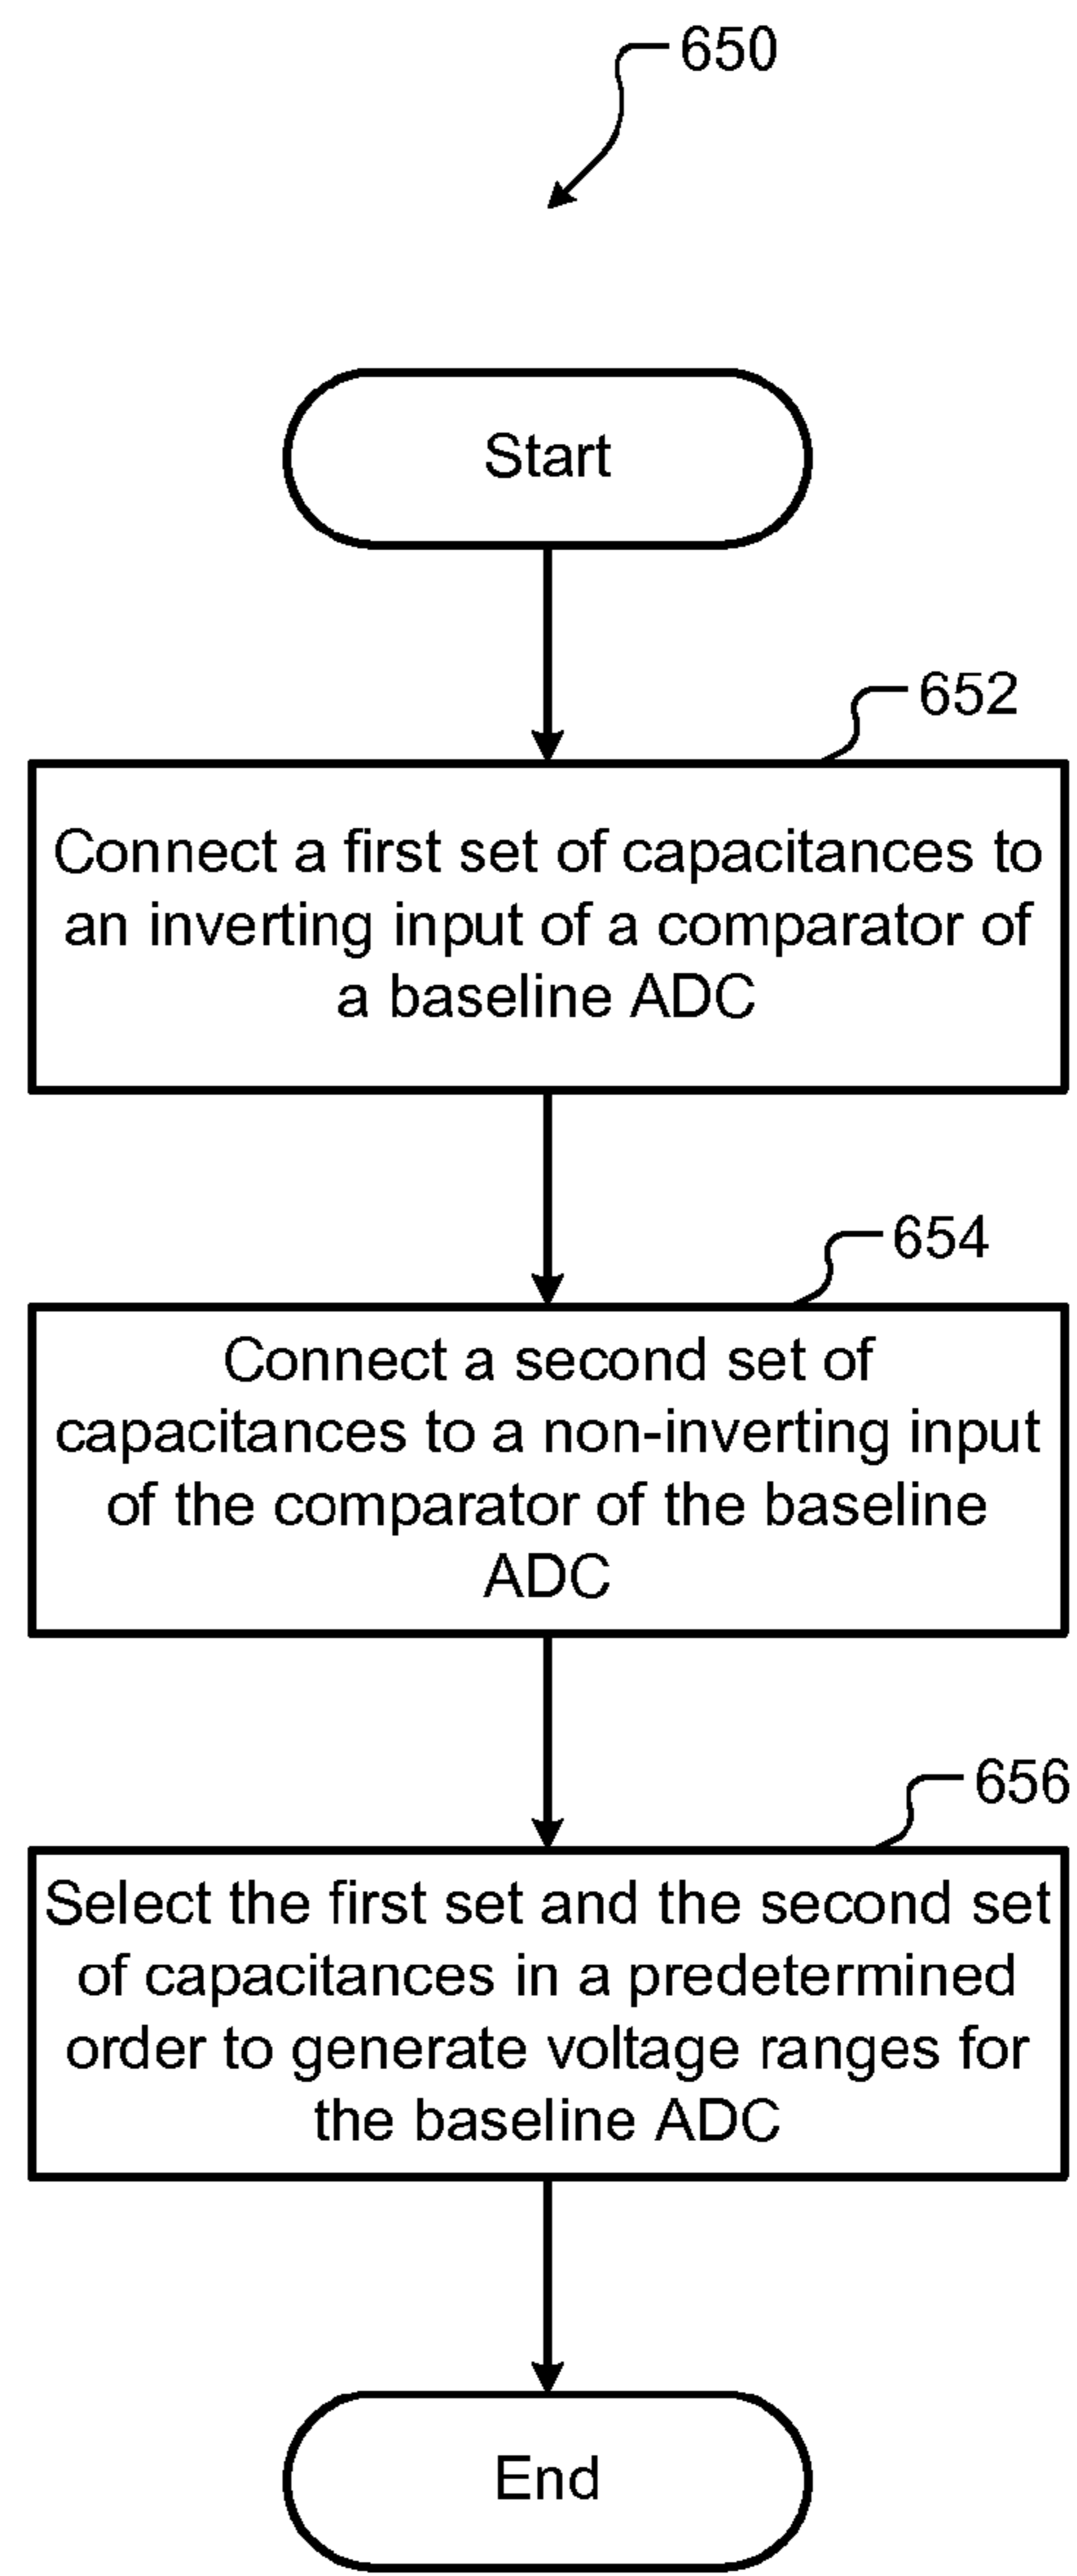 650
Start
652
Connect a first set of capacitances to
an inverting input of a comparator of
a baseline ADC
654
Connect a second set of
capacitances to a non-inverting input
of the comparator of the baseline
ADC
656
Select the first set and the second set
of capacitances in a predetermined
order to generate voltage ranges for
the baseline ADC
End